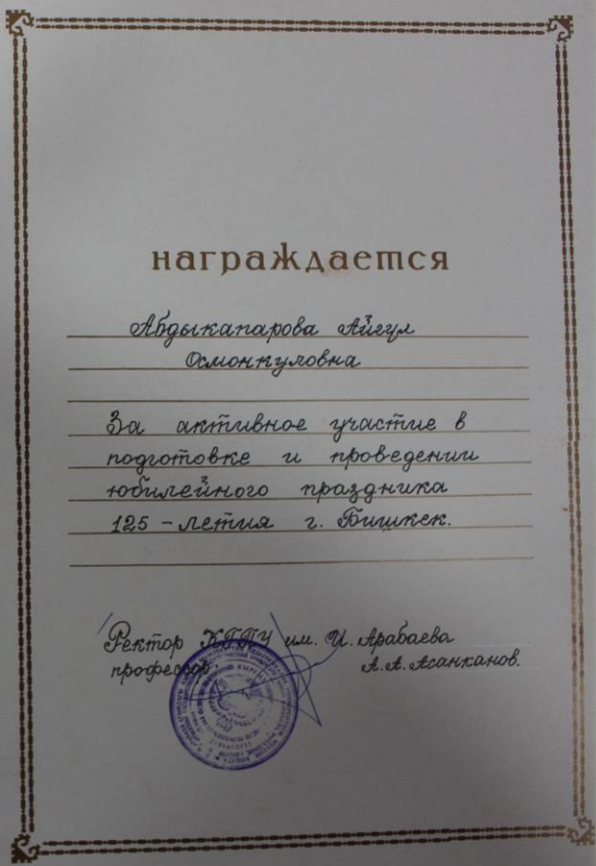 награждается
Абдыкапарова Айгул
Осмонкуловна
За активное участие в
подготовке и проведении
юбилейного праздника
125-летия г. Бишкек.
Ректор КГПУ им. И. Арабаева
профессор А.А. Асанканов.